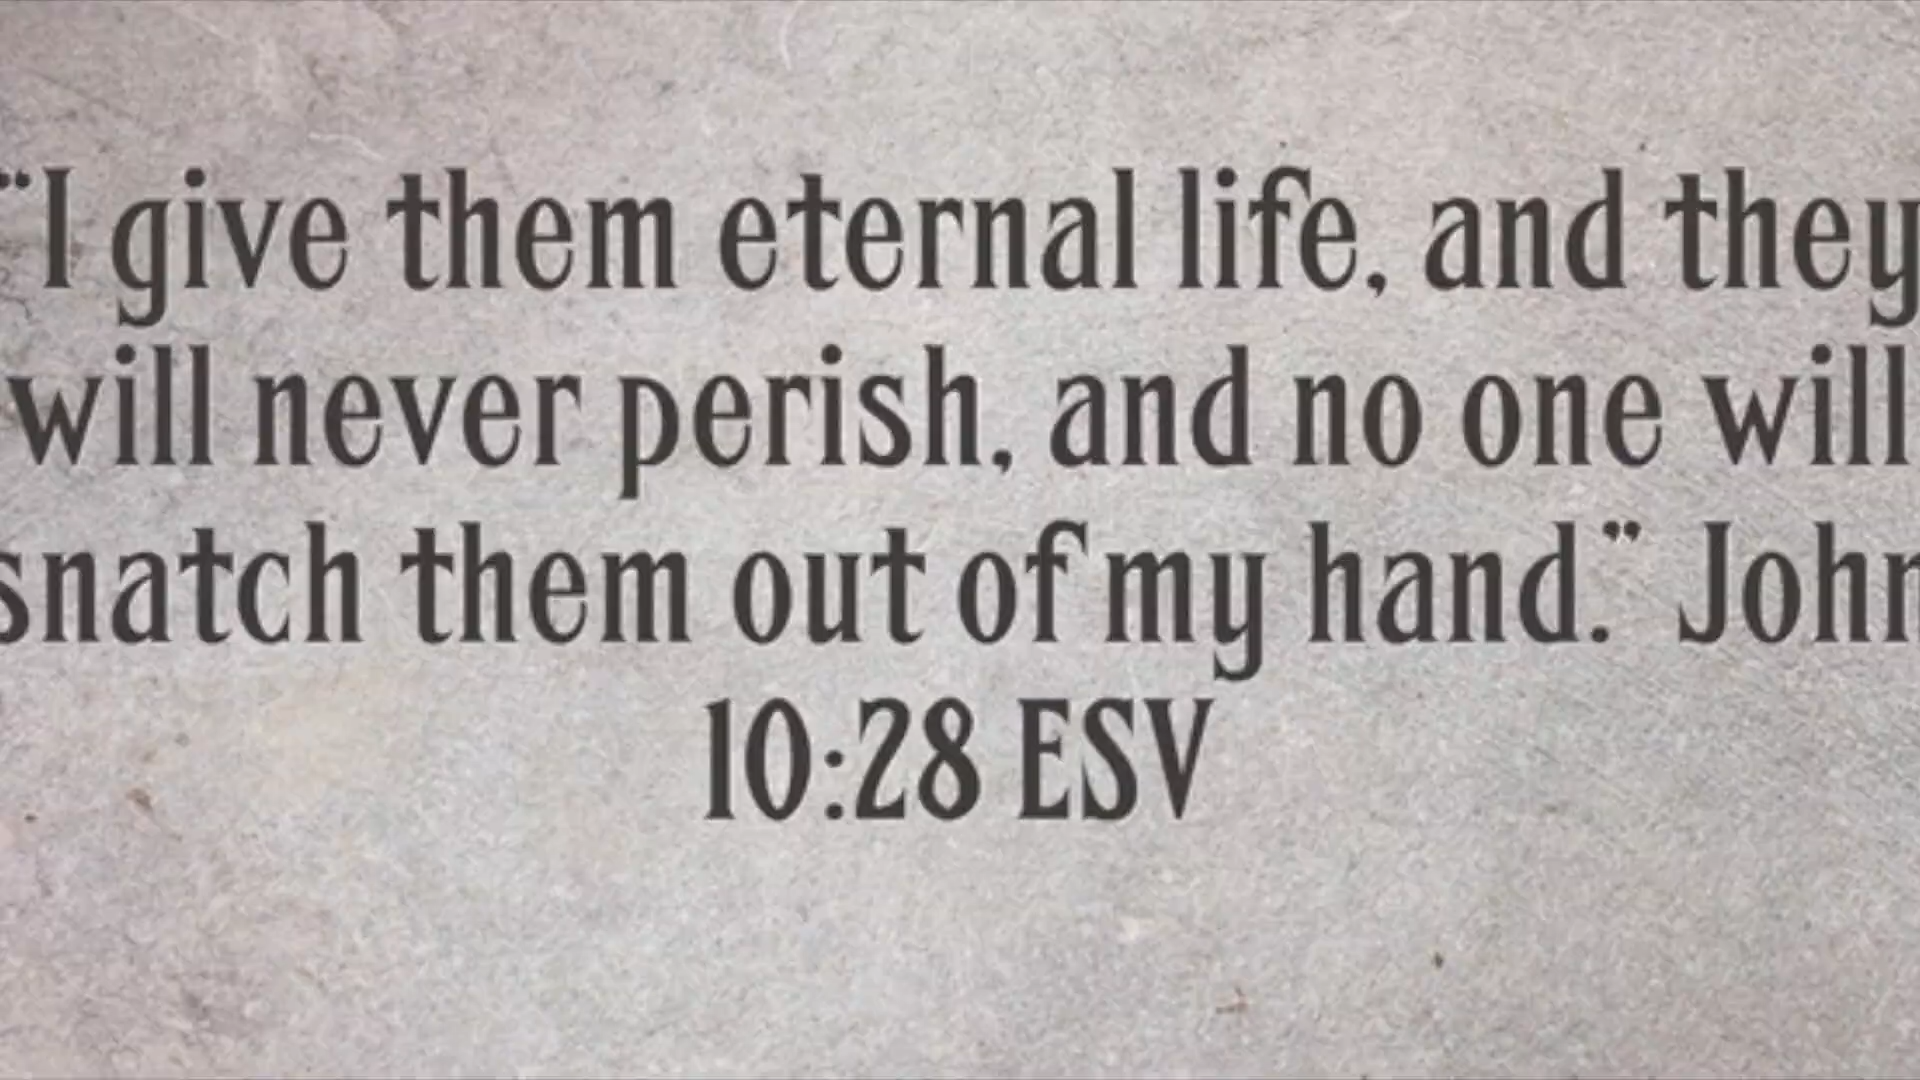 “I give them eternal life, and they
will never perish, and no one will
snatch them out of my hand.” John
10:28 ESV